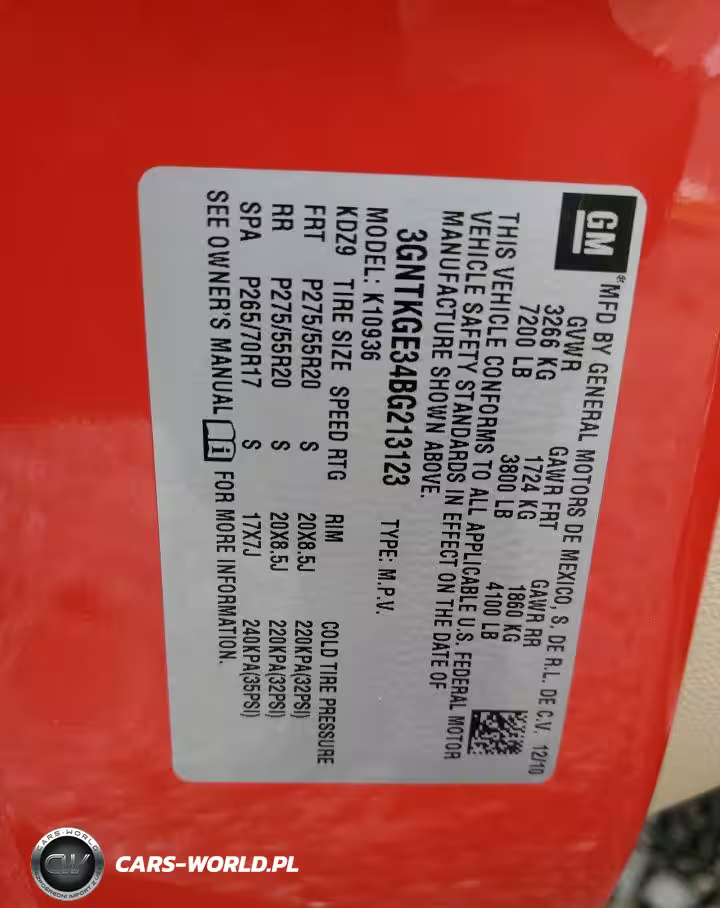 GM
®MFD BY GENERAL MOTORS DE MEXICO, S. DE R.L. DE C.V. 12/10
GVWR GAWR FRT GAWR RR
3266 KG 1724 KG 1860 KG
7200 LB 3800 LB 4100 LB
THIS VEHICLE CONFORMS TO ALL APPLICABLE U.S. FEDERAL MOTOR
VEHICLE SAFETY STANDARDS IN EFFECT ON THE DATE OF
MANUFACTURE SHOWN ABOVE.
3GNTKGE34BG213123 TYPE: M.P.V.
MODEL: K10936
KDZ9 TIRE SIZE SPEED RTG RIM COLD TIRE PRESSURE
FRT P275/55R20 S 20X8.5J 220KPA(32PSI)
RR P275/55R20 S 20X8.5J 220KPA(32PSI)
SPA P265/70R17 S 17X7J 240KPA(35PSI)
SEE OWNER'S MANUAL i FOR MORE INFORMATION.
CARS-WORLD
CW
CARS-WORLD.PL